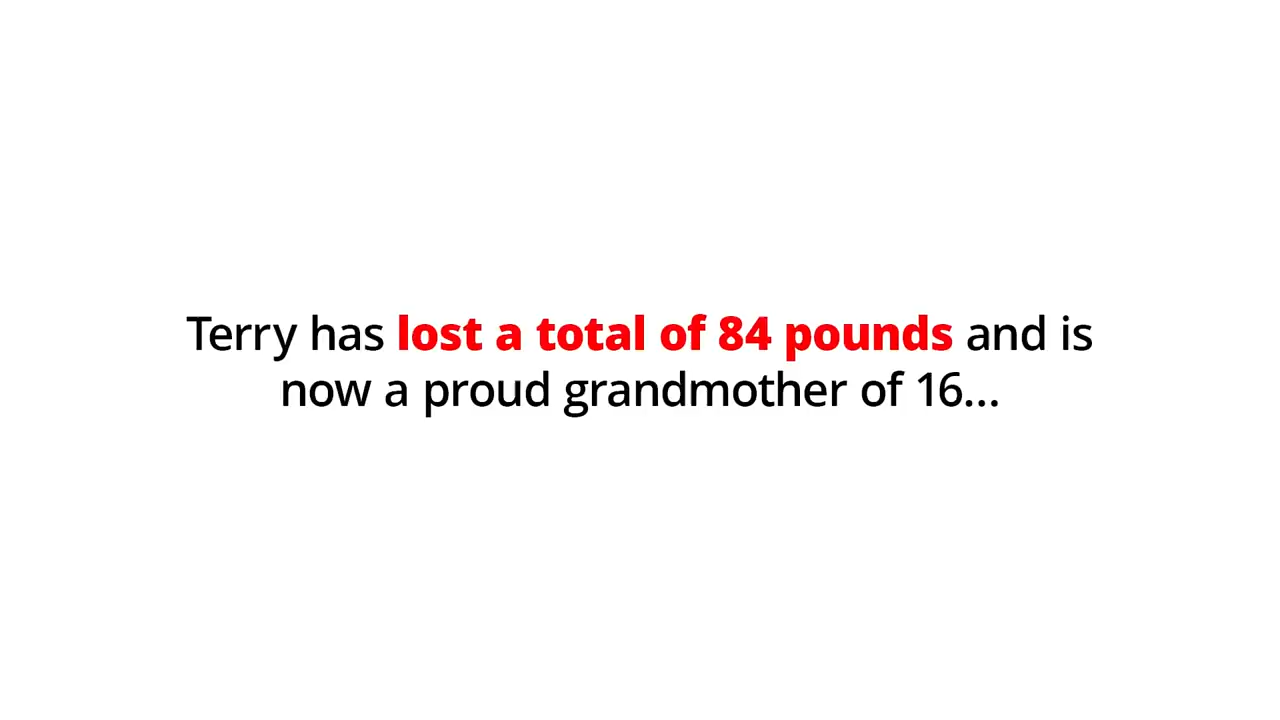 Terry has lost a total of 84 pounds and is
now a proud grandmother of 16...